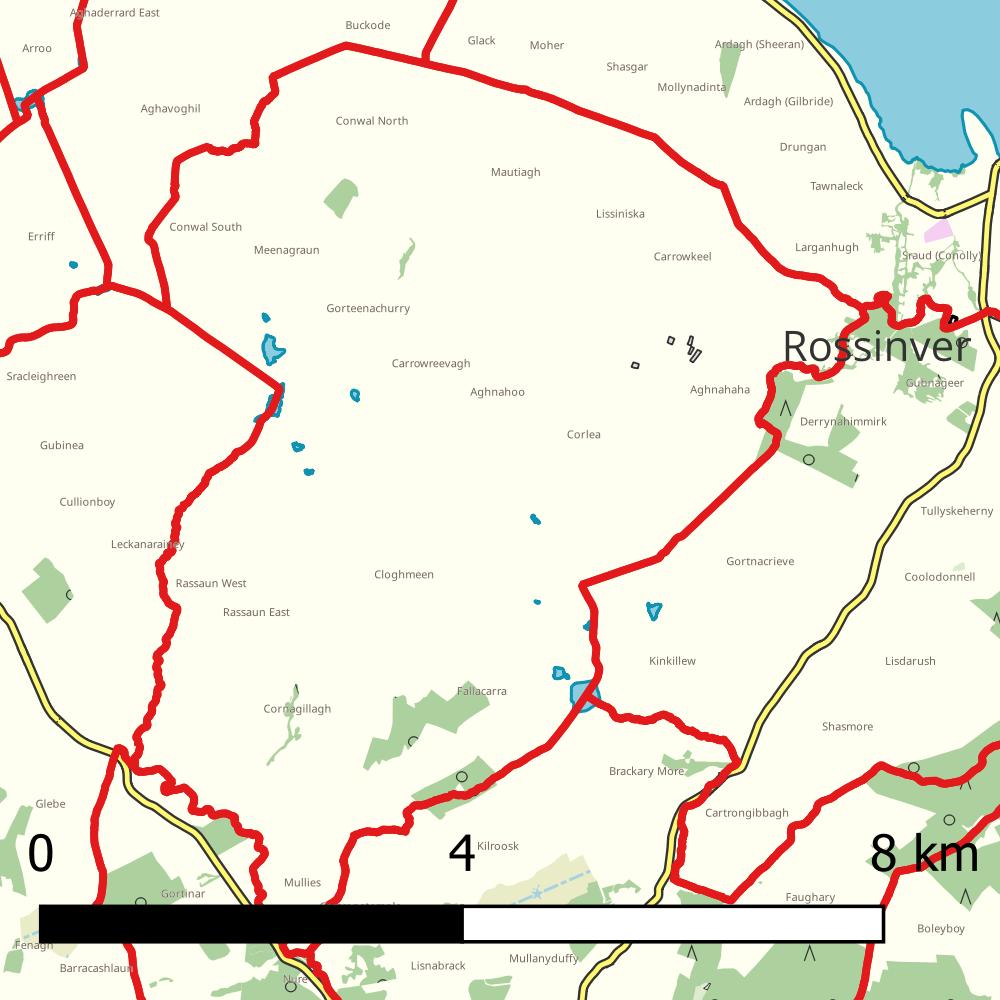 Aghaderrard East
Buckode
Arroo
Glack
Moher
Ardagh (Sheeran)
Shasgar
Mollynadinta
Ardagh (Gilbride)
Aghavoghil
Conwal North
Drungan
Mautiagh
Tawnaleck
Lissiniska
Conwal South
Erriff
Meenagraun
Larganhugh
Carrowkeel
Sraud (Conolly)
Gorteenachurry
Rossinver
Carrowreevagh
Sracleighreen
Aghnahoo
Aghnahaha
Gubnageer
Derrynahimmirk
Corlea
Gubinea
Cullionboy
Tullyskeherny
Leckanarainey
Gortnacrieve
Cloghmeen
Coolodonnell
Rassaun West
Rassaun East
Kinkillew
Lisdarush
Fallacarra
Cornagillagh
Shasmore
Brackary More
Glebe
Cartrongibbagh
Kilroosk
0 4 8 km
Mullies
Gortinar
Faughary
Boleyboy
Fenagh
Mullanyduffy
Lisnabrack
Barracashlaun
Nure